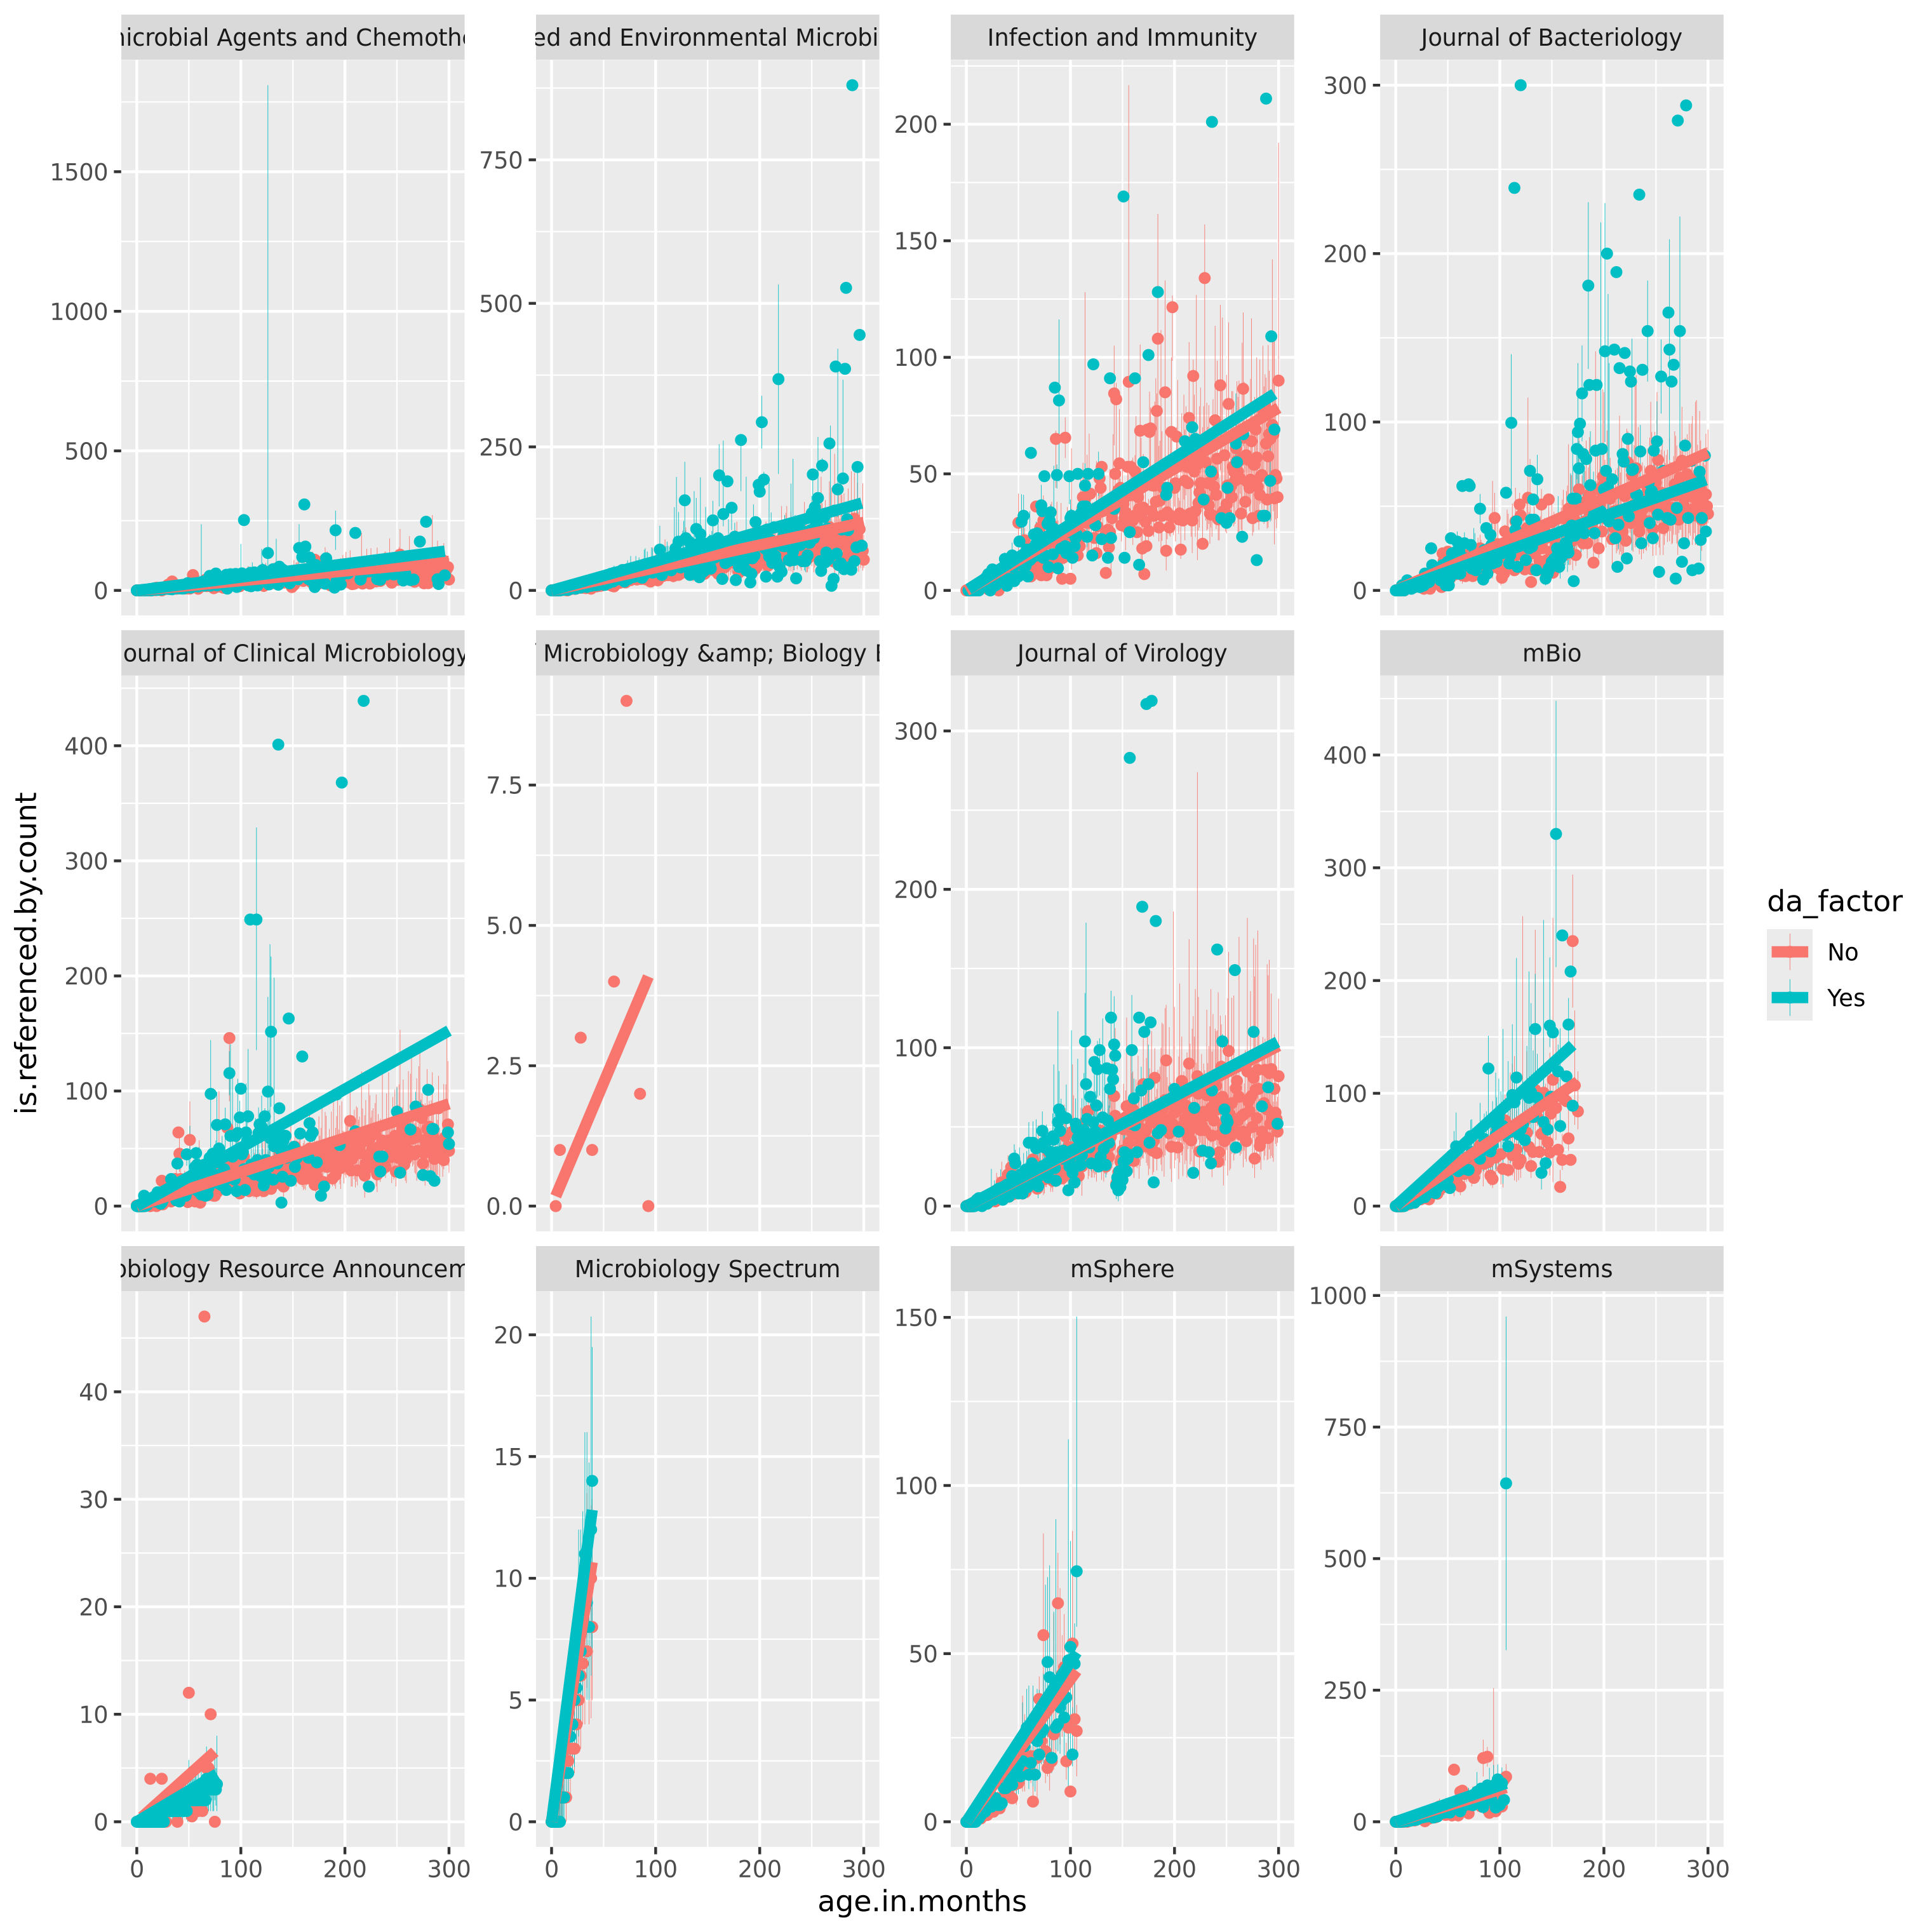 microbial Agents and Chemothe
ed and Environmental Microbi
Infection and Immunity
Journal of Bacteriology
1500
1000
500
0
750
500
250
0
200
150
100
50
0
300
200
100
0
ournal of Clinical Microbiology
Microbiology &amp; Biology E
Journal of Virology
mBio
400
300
200
100
0
7.5
5.0
2.5
0.0
300
200
100
0
400
300
200
100
0
obiology Resource Announcem
Microbiology Spectrum
mSphere
mSystems
40
30
20
10
0
20
15
10
5
0
150
100
50
0
1000
750
500
250
0
0 100 200 300
0 100 200 300
0 100 200 300
0 100 200 300
age.in.months
is.referenced.by.count
da_factor
No
Yes